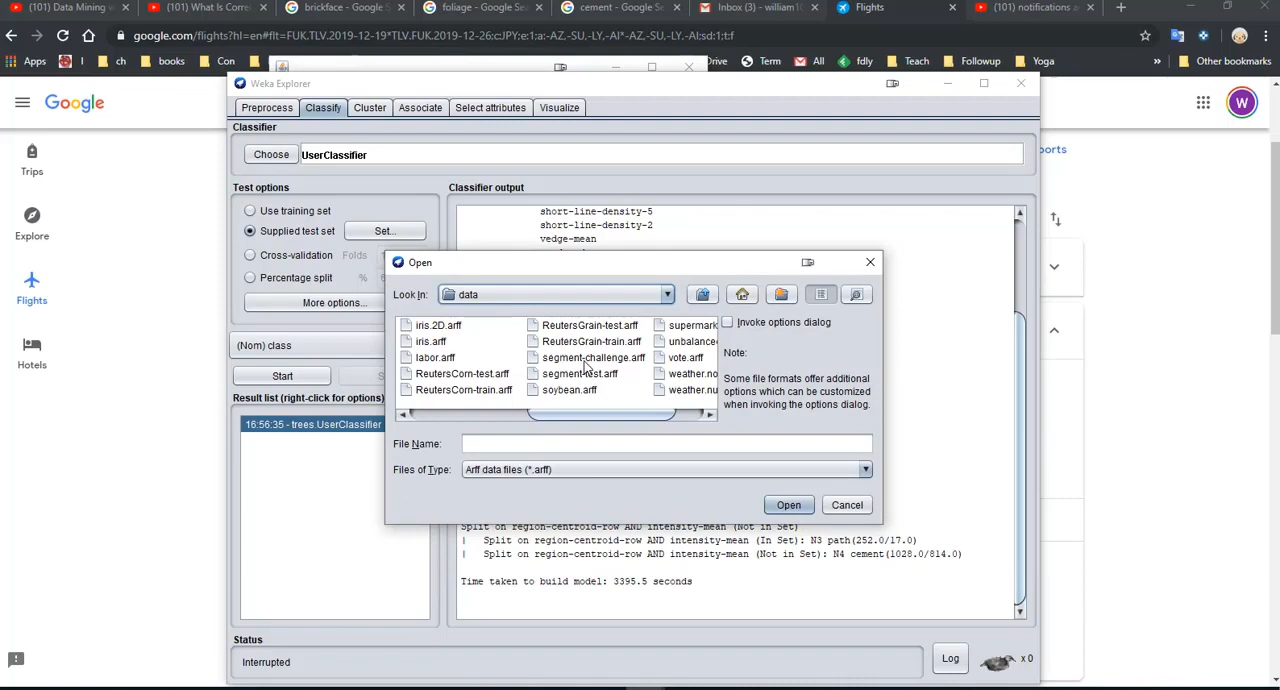 (101) Data Mining w
(101) What Is Correc
brickface - Google S
foliage - Google Sea
cement - Google Se
Inbox (3) - william10
Flights
(101) notifications an
google.com/flights?hl=en#flt=FUK.TLV.2019-12-19*TLV.FUK.2019-12-26;c:JPY;e:1;a:-AZ,-SU,-LY,-AI*-AZ,-SU,-LY,-AI;sd:1;t:f
Apps
I
ch
books
Con
Drive
Term
All
fdly
Teach
Followup
Yoga
»
Other bookmarks
Google
W
Trips
Explore
Flights
Hotels
ports
Weka Explorer
Preprocess
Classify
Cluster
Associate
Select attributes
Visualize
Classifier
Choose
UserClassifier
Test options
Use training set
Supplied test set
Set...
Cross-validation
Folds
Percentage split
%
More options...
(Nom) class
Start
Result list (right-click for options)
16:56:35 - trees.UserClassifier
Classifier output
short-line-density-5
short-line-density-2
vedge-mean
Open
Look In:
data
iris.2D.arff
iris.arff
labor.arff
ReutersCorn-test.arff
ReutersCorn-train.arff
ReutersGrain-test.arff
ReutersGrain-train.arff
segment-challenge.arff
segment-test.arff
soybean.arff
supermark
unbalanced
vote.arff
weather.no
weather.nu
Invoke options dialog
Note:
Some file formats offer additional
options which can be customized
when invoking the options dialog.
File Name:
Files of Type:
Arff data files (*.arff)
Open
Cancel
Split on region-centroid-row AND intensity-mean (Not in Set)
| Split on region-centroid-row AND intensity-mean (In Set): N3 path(252.0/17.0)
| Split on region-centroid-row AND intensity-mean (Not in Set): N4 cement(1028.0/814.0)
Time taken to build model: 3395.5 seconds
Status
Interrupted
Log
x 0